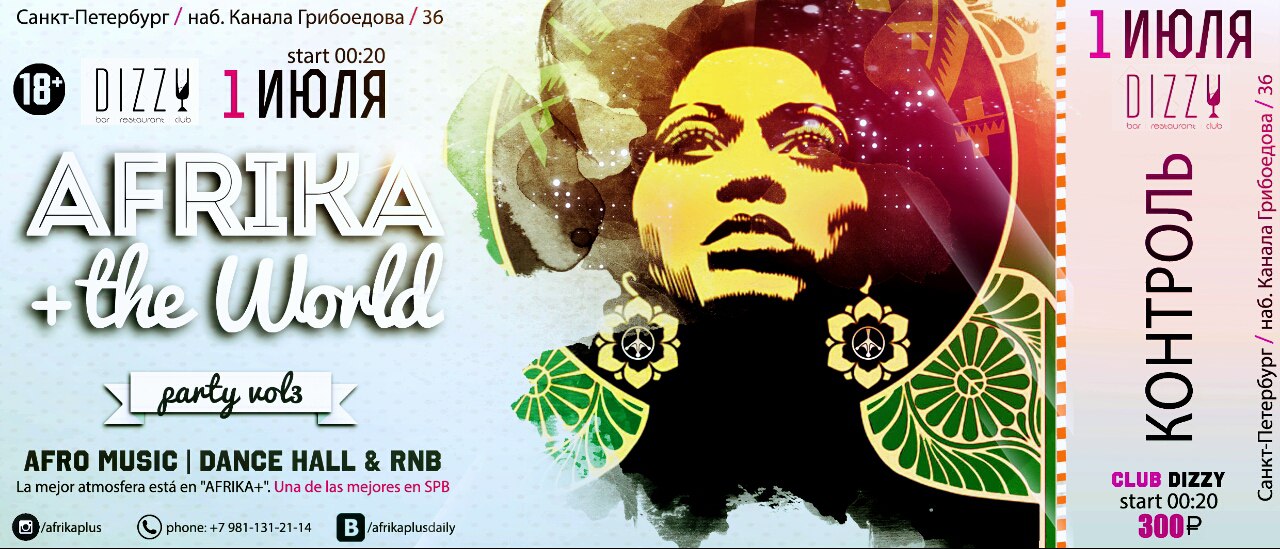 Санкт-Петербург / наб. Канала Грибоедова / 36
start 00:20
18+
DIZZY
bar restaurant club
1 ИЮЛЯ
AFRIKA
+the World
party vol3
AFRO MUSIC | DANCE HALL & RNB
La mejor atmosfera está en "AFRIKA+". Una de las mejores en SPB
/afrikaplus
phone: +7 981-131-21-14
B /afrikaplusdaily
1 ИЮЛЯ
DIZZY
bar restaurant club
КОНТРОЛЬ
Санкт-Петербург / наб. Канала Грибоедова / 36
CLUB DIZZY
start 00:20
300₽